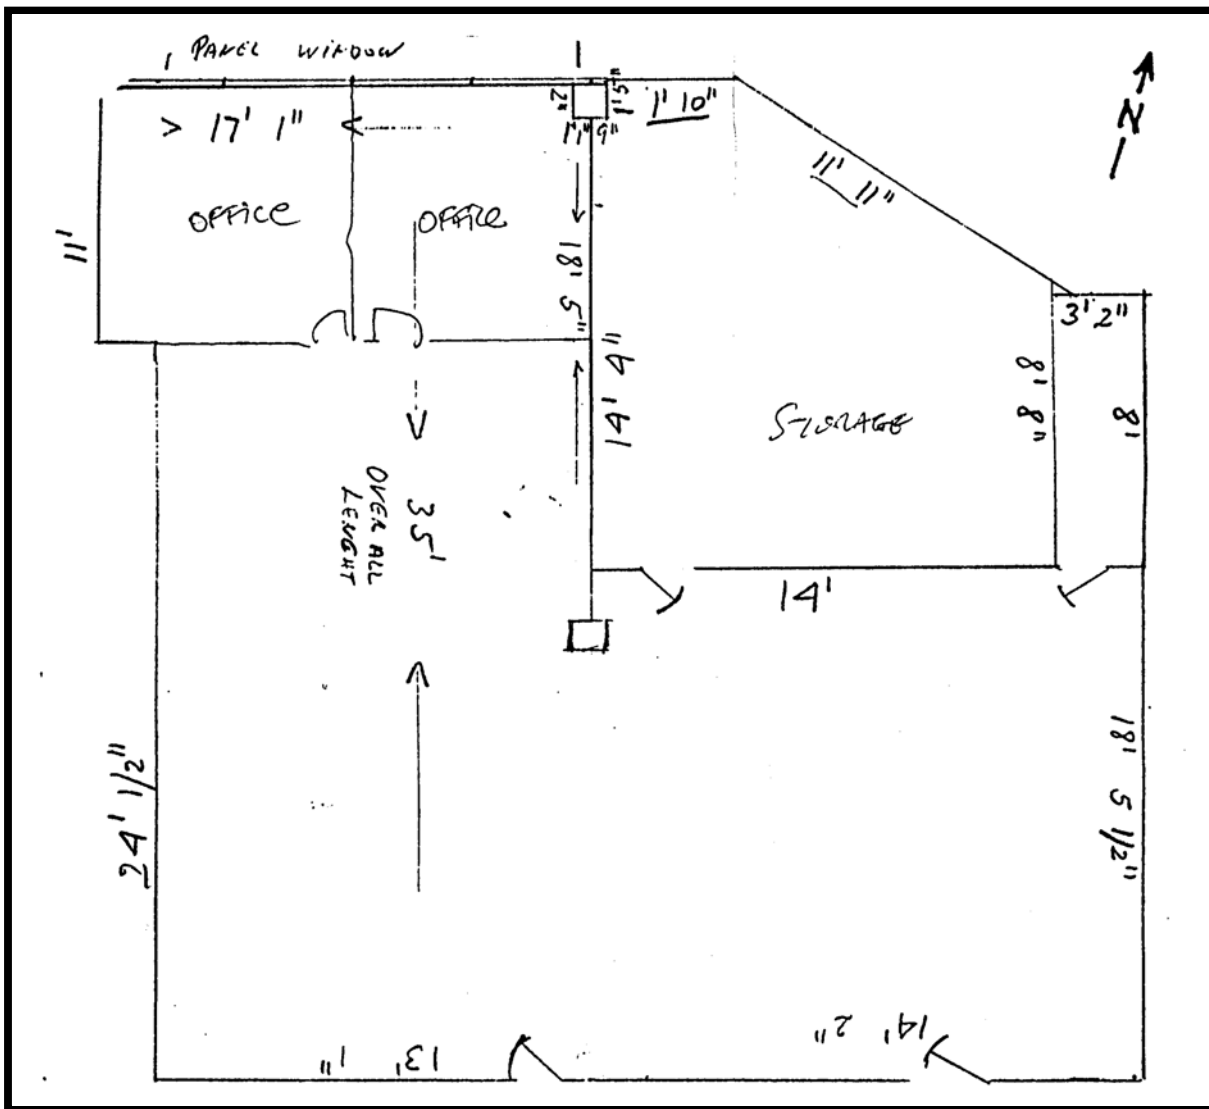 PANEL WINDOW
17' 1"
2"
1' 5"
1' 10"
N
1' 1" 9"
11' 11"
OFFICE
OFFICE
11'
18' 5"
3' 2"
14' 4"
8' 8"
8'
STORAGE
OVER ALL
LENGHT
35'
14'
24' 1/2"
18' 5 1/2"
13' 1"
14' 2"